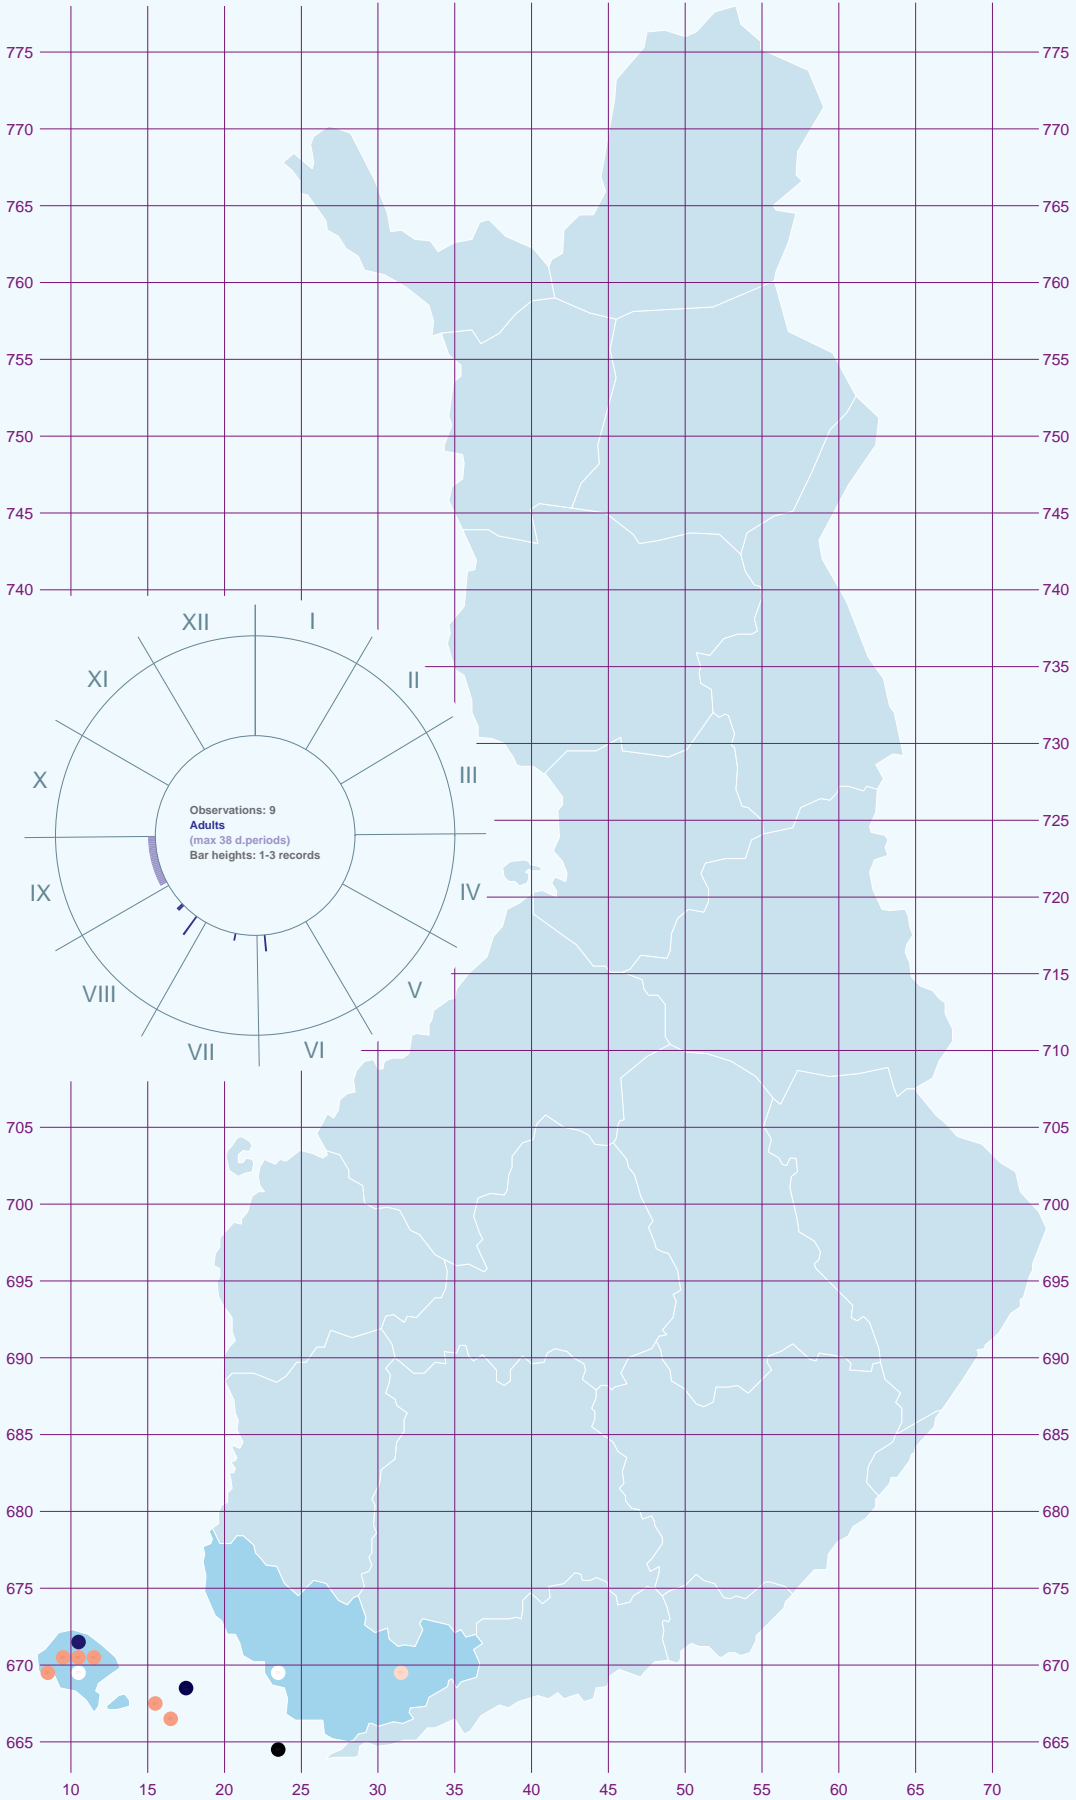 775 775
770 770
765 765
760 760
755 755
750 750
745 745
740 740
XII I
735
XI II
730
X III
Observations: 9
Adults
(max 38 d.periods)
Bar heights: 1-3 records
725
IX IV
720
VIII V
715
VII VI
710
705 705
700 700
695 695
690 690
685 685
680 680
675 675
670 670
665 665
10 15 20 25 30 35 40 45 50 55 60 65 70